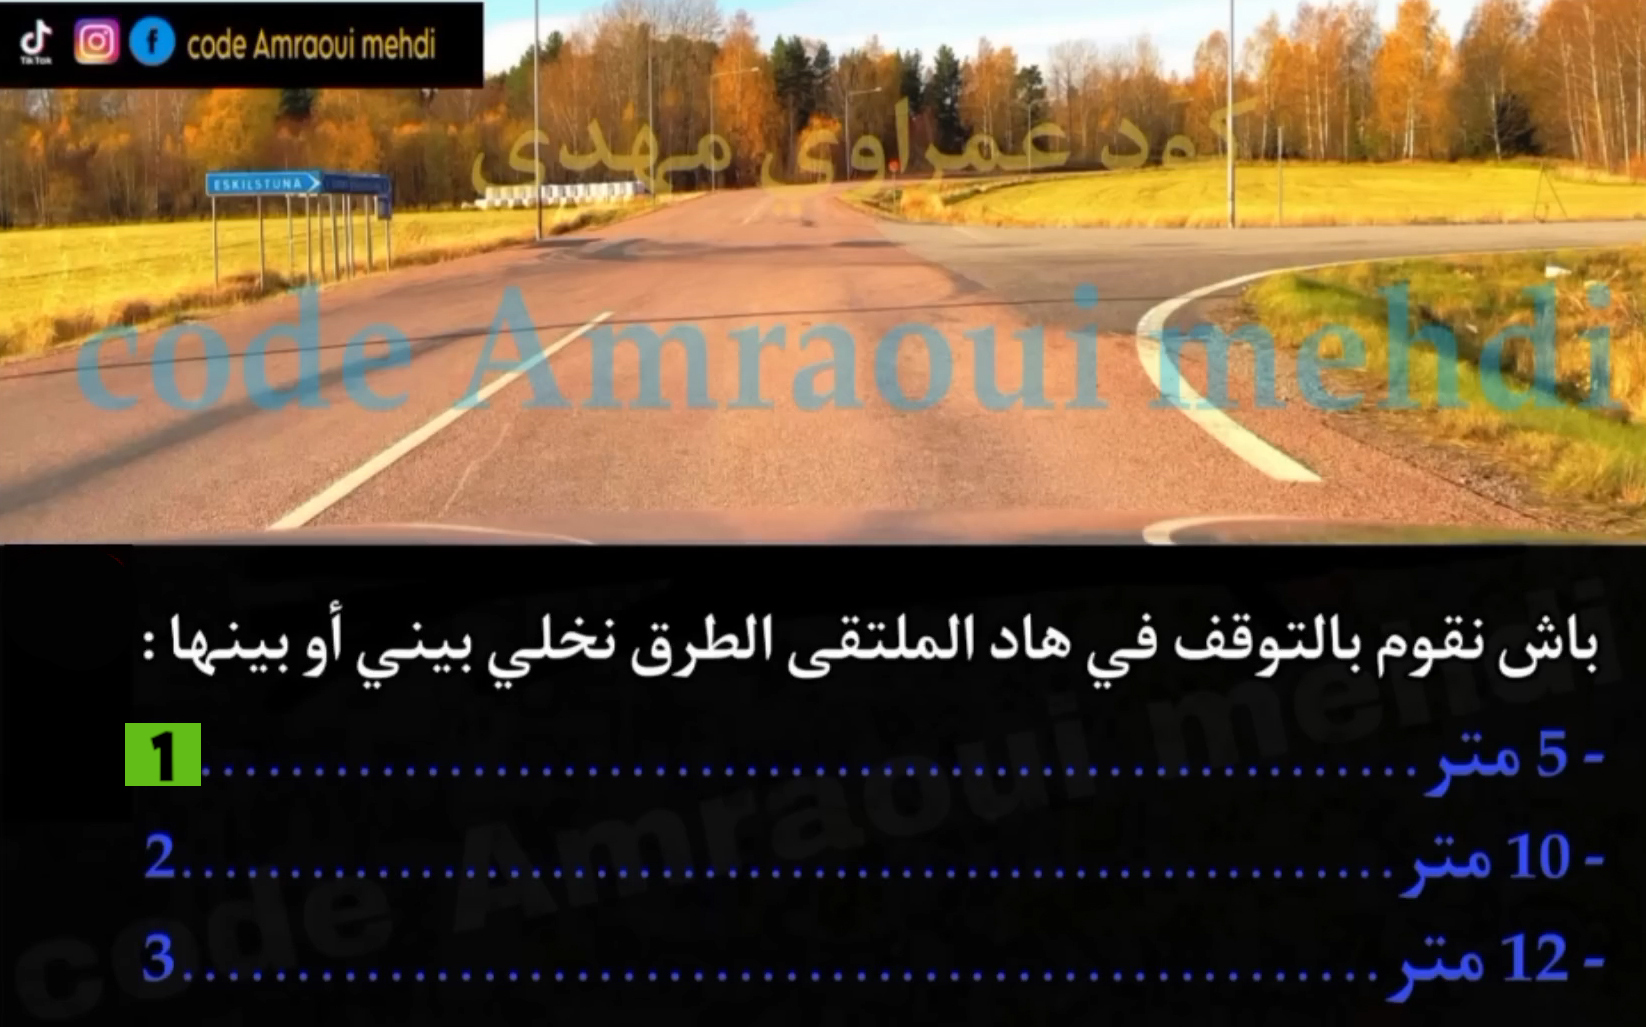 TikTok
code Amraoui mehdi
كود عمراوي مهدي
ESKILSTUNA
code Amraoui mehdi
باش نقوم بالتوقف في هاد الملتقى الطرق نخلي بيني أو بينها :
- 5 متر ........................................ 1
- 10 متر ........................................ 2
- 12 متر ........................................ 3
code Amraoui mehdi